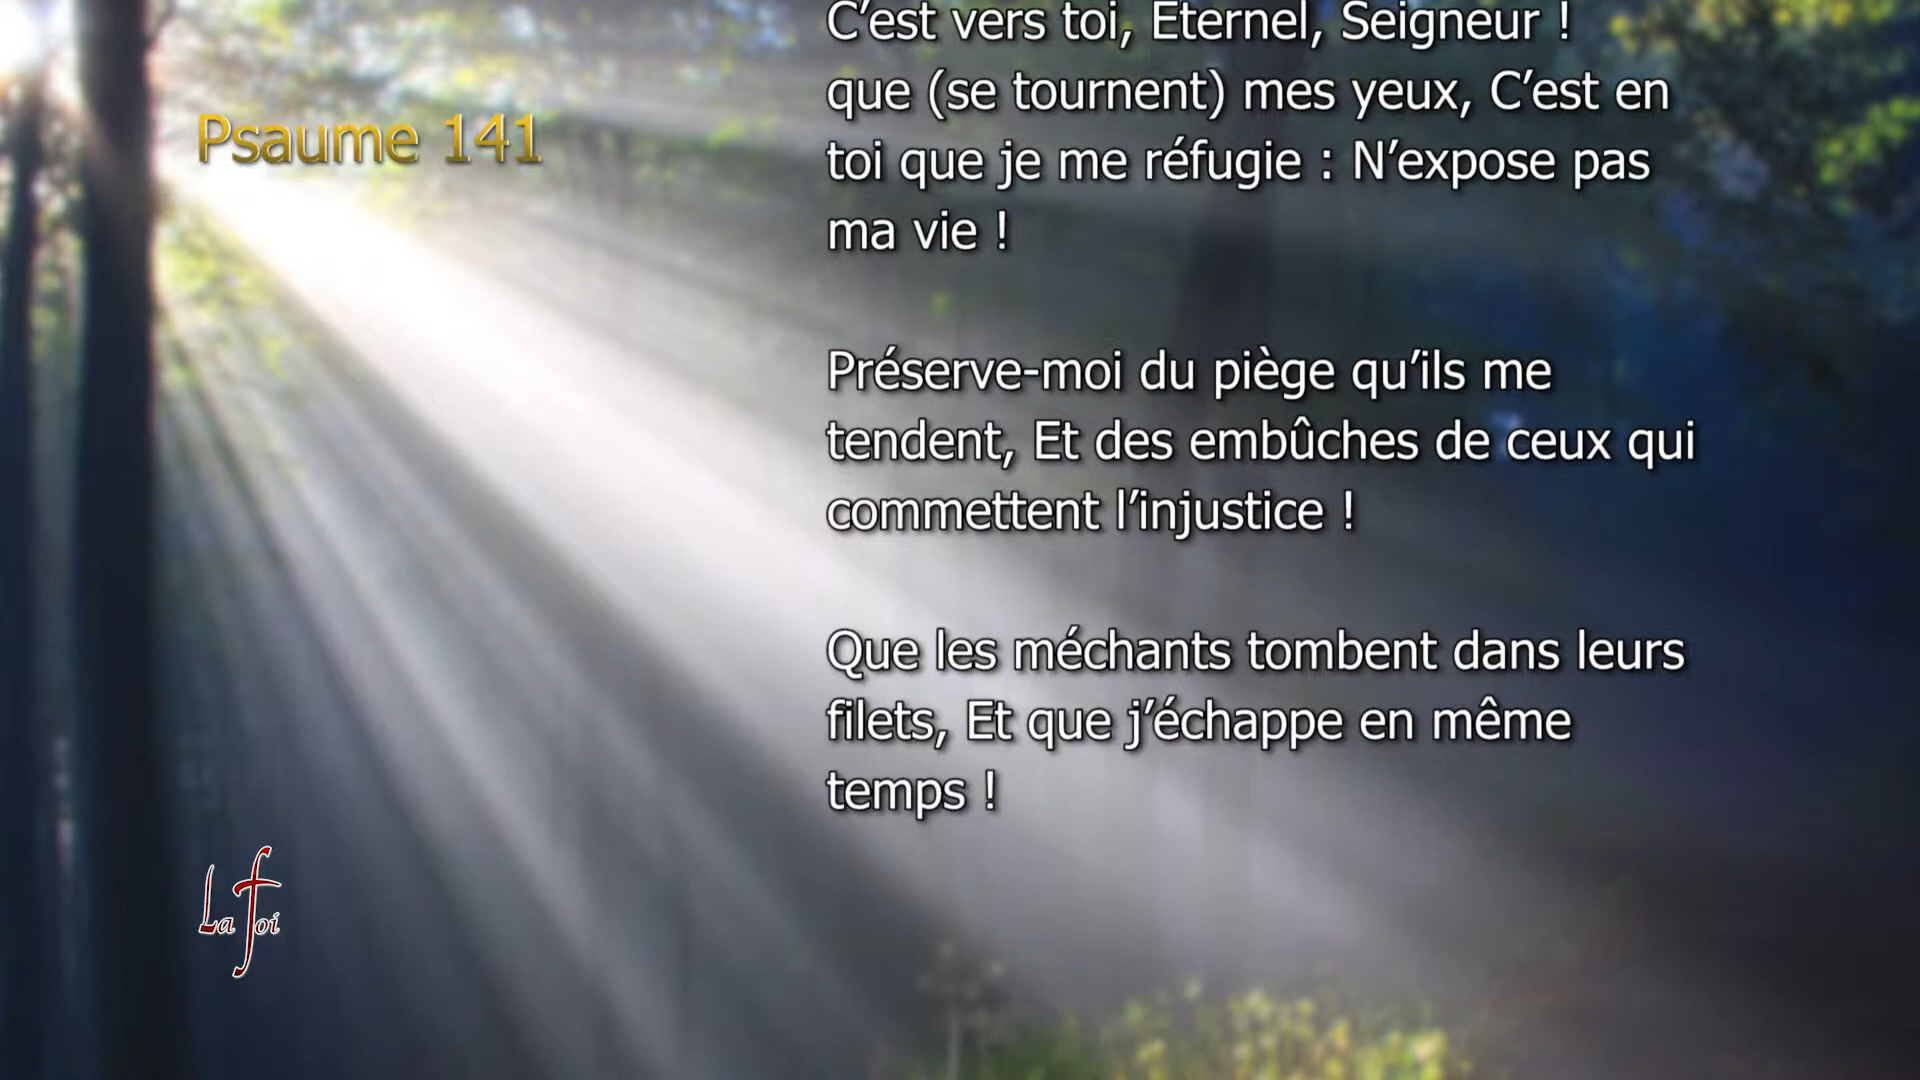 Psaume 141
C’est vers toi, Eternel, Seigneur !
que (se tournent) mes yeux, C’est en
toi que je me réfugie : N’expose pas
ma vie !
Préserve-moi du piège qu’ils me
tendent, Et des embûches de ceux qui
commettent l’injustice !
Que les méchants tombent dans leurs
filets, Et que j’échappe en même
temps !
La foi